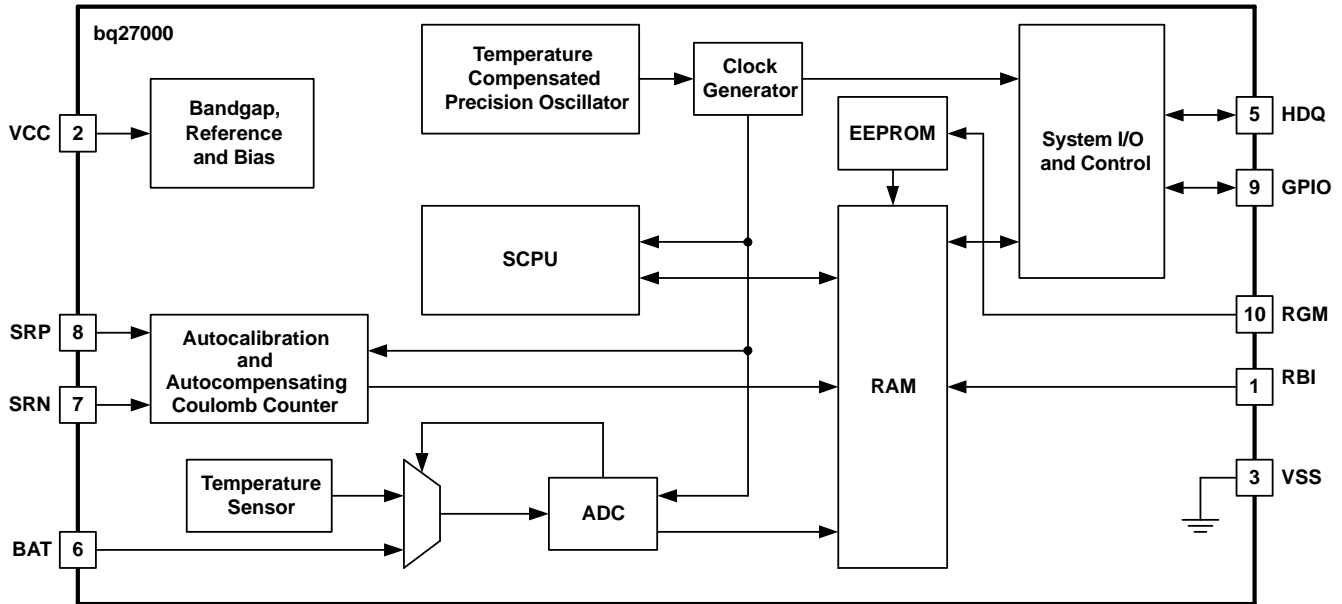 bq27000
Temperature
Compensated
Precision Oscillator
Clock
Generator
Bandgap,
Reference
and Bias
VCC
2
EEPROM
System I/O
and Control
5
HDQ
9
GPIO
SCPU
10
RGM
SRP
8
Autocalibration
and
Autocompensating
Coulomb Counter
SRN
7
RAM
1
RBI
Temperature
Sensor
ADC
3
VSS
BAT
6